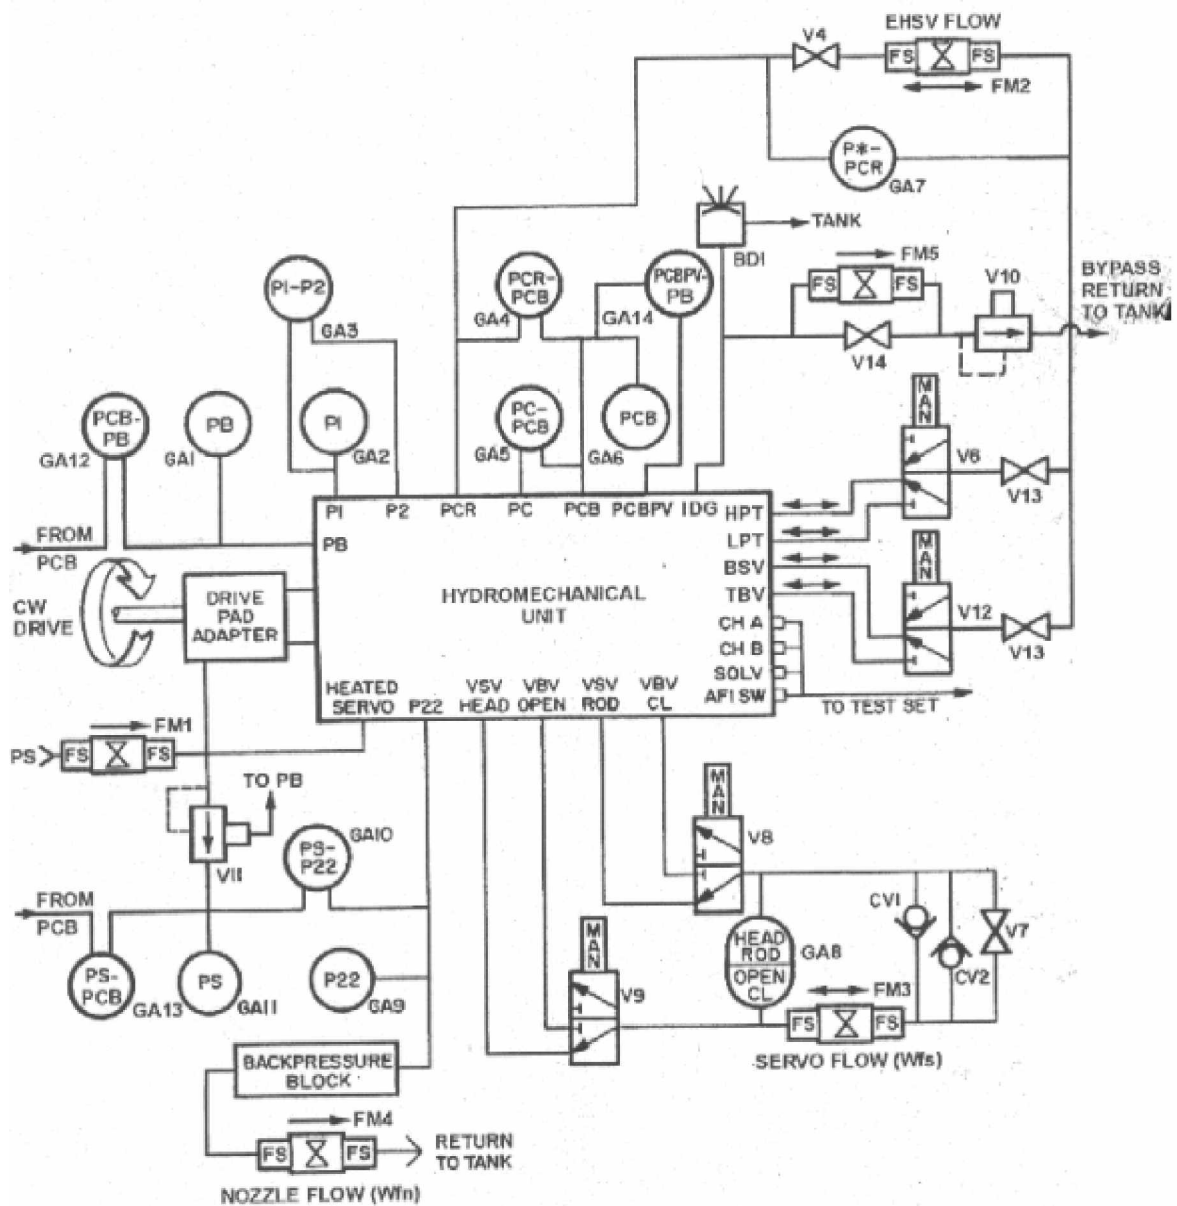 EHSV FLOW
V4
FS
FS
FM2
P*-
PCR
GA7
TANK
BD1
PI-P2
GA3
PCR-
PCB
GA4
PCBPV-
PB
GA14
FM5
FS
FS
V14
V10
BYPASS
RETURN
TO TANK
PCB-
PB
GA12
PB
GA1
PI
GA2
PC-
PCB
GA5
PCB
GA6
MAN
V6
V13
FROM
PCB
PI
P2
PCR
PC
PCB
PCBPV
IDG
HPT
PB
LPT
BSV
TBV
MAN
V12
V13
CW
DRIVE
DRIVE
PAD
ADAPTER
HYDROMECHANICAL
UNIT
CH A
CH B
SOLV
AFI SW
TO TEST SET
HEATED
SERVO
P22
VSV
HEAD
VBV
OPEN
VSV
ROD
VBV
CL
PS
FS
FS
FM1
TO PB
V11
PS-
P22
GA10
MAN
V8
FROM
PCB
PS-
PCB
GA13
PS
GA11
P22
GA9
MAN
V9
HEAD
ROD
OPEN
CL
GA8
CV1
CV2
V7
FM3
FS
FS
SERVO FLOW (Wfs)
BACKPRESSURE
BLOCK
FM4
FS
FS
RETURN
TO TANK
NOZZLE FLOW (Wfn)